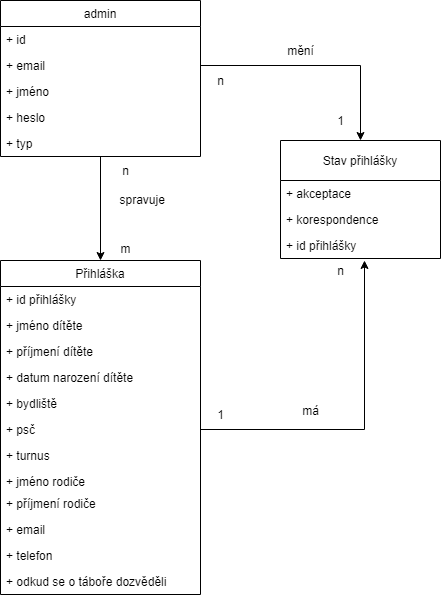 admin
+ id
+ email
+ jméno
+ heslo
+ typ
mění
n
1
Stav přihlášky
+ akceptace
+ korespondence
+ id přihlášky
n
spravuje
m
n
Přihláška
+ id přihlášky
+ jméno dítěte
+ příjmení dítěte
+ datum narození dítěte
+ bydliště
+ psč
+ turnus
+ jméno rodiče
+ příjmení rodiče
+ email
+ telefon
+ odkud se o táboře dozvěděli
1
má